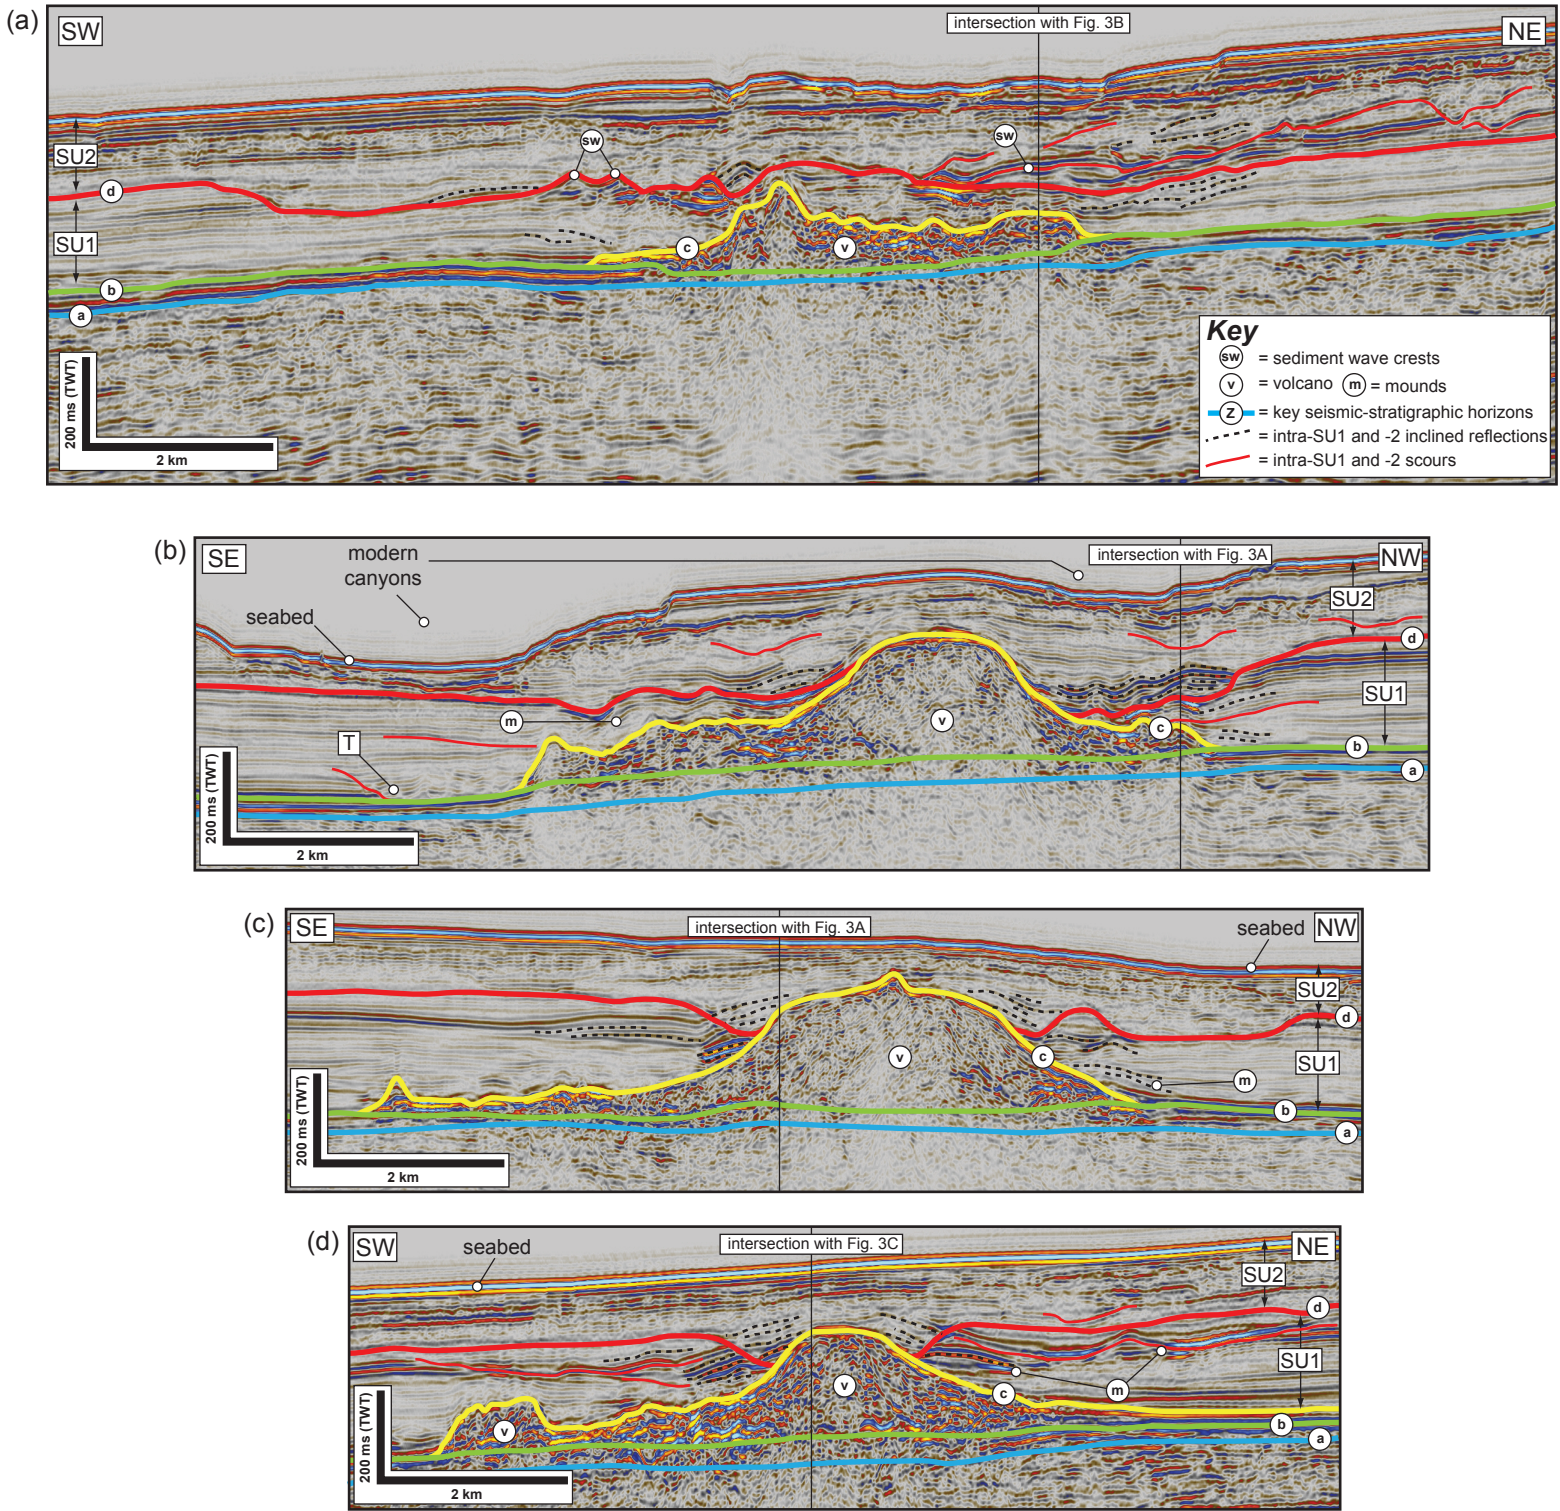 (a)
SW
intersection with Fig. 3B
NE
sw
sw
SU2
d
SU1
c
v
b
a
200 ms (TWT)
2 km
Key
sw = sediment wave crests
v = volcano m = mounds
Z = key seismic-stratigraphic horizons
= intra-SU1 and -2 inclined reflections
= intra-SU1 and -2 scours
(b)
SE
modern
canyons
intersection with Fig. 3A
NW
seabed
SU2
d
SU1
m
v
c
T
b
a
200 ms (TWT)
2 km
(c)
SE
intersection with Fig. 3A
seabed
NW
SU2
d
v
c
SU1
m
b
a
200 ms (TWT)
2 km
(d)
SW
seabed
intersection with Fig. 3C
NE
SU2
d
SU1
v
c
m
v
b
a
200 ms (TWT)
2 km